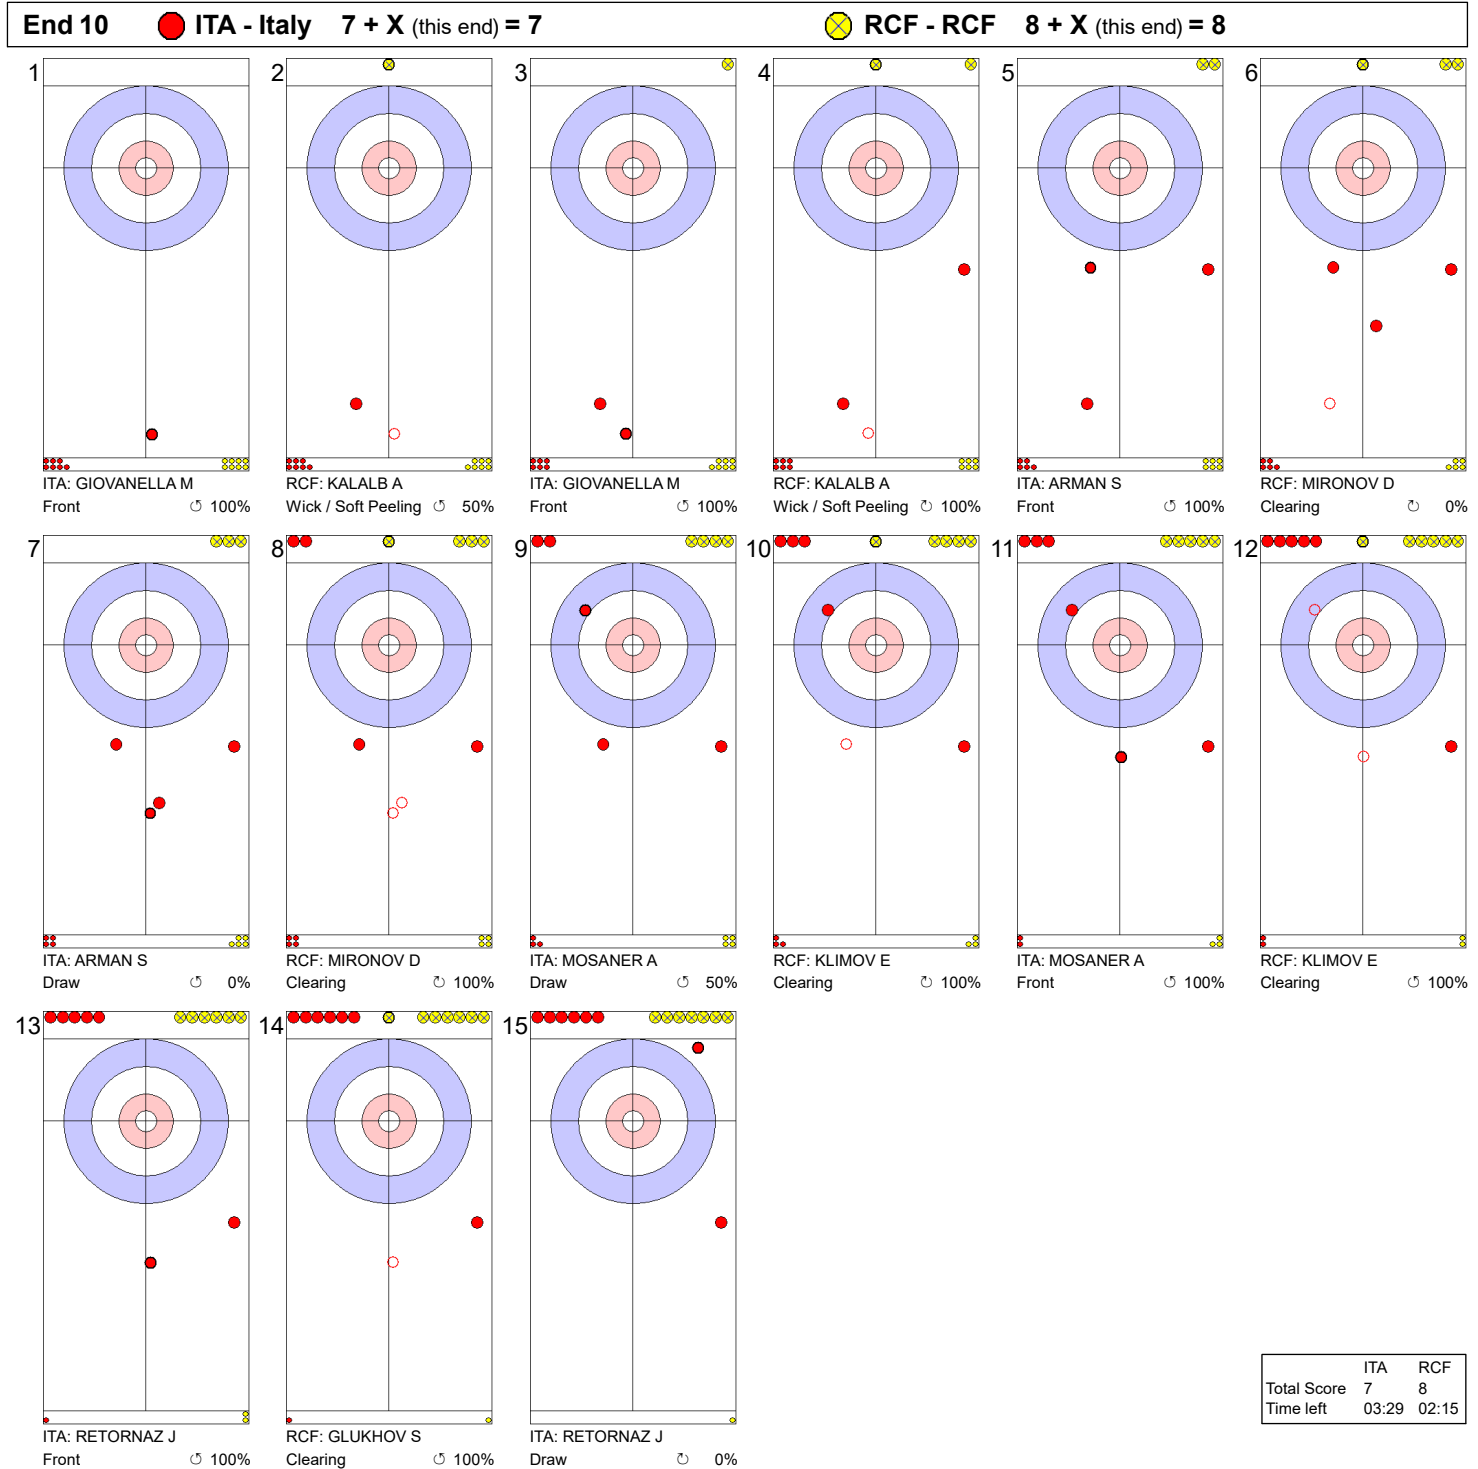 End 10 ITA - Italy 7 + X (this end) = 7 RCF - RCF 8 + X (this end) = 8
1 2 3 4 5 6
ITA: GIOVANELLA M RCF: KALALB A ITA: GIOVANELLA M RCF: KALALB A ITA: ARMAN S RCF: MIRONOV D
Front ↺ 100% Wick / Soft Peeling ↺ 50% Front ↺ 100% Wick / Soft Peeling ↻ 100% Front ↺ 100% Clearing ↻ 0%
7 8 9 10 11 12
ITA: ARMAN S RCF: MIRONOV D ITA: MOSANER A RCF: KLIMOV E ITA: MOSANER A RCF: KLIMOV E
Draw ↺ 0% Clearing ↻ 100% Draw ↺ 50% Clearing ↻ 100% Front ↺ 100% Clearing ↺ 100%
13 14 15
ITA RCF
Total Score 7 8
Time left 03:29 02:15
ITA: RETORNAZ J RCF: GLUKHOV S ITA: RETORNAZ J
Front ↺ 100% Clearing ↺ 100% Draw ↻ 0%